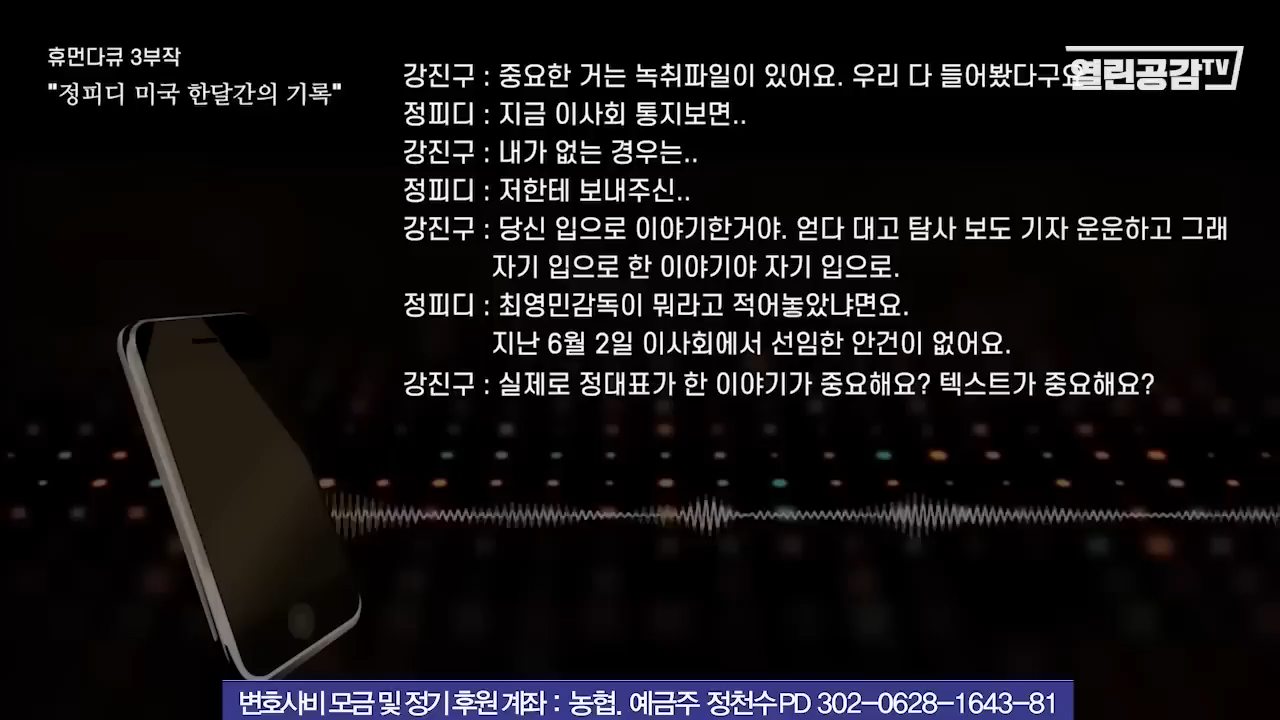 휴먼다큐 3부작
"정피디 미국 한달간의 기록"
열린공감TV
강진구 : 중요한 거는 녹취파일이 있어요. 우리 다 들어봤다구요
정피디 : 지금 이사회 통지보면..
강진구 : 내가 없는 경우는..
정피디 : 저한테 보내주신..
강진구 : 당신 입으로 이야기한거야. 얻다 대고 탐사 보도 기자 운운하고 그래
자기 입으로 한 이야기야 자기 입으로.
정피디 : 최영민감독이 뭐라고 적어놓았냐면요.
지난 6월 2일 이사회에서 선임한 안건이 없어요.
강진구 : 실제로 정대표가 한 이야기가 중요해요? 텍스트가 중요해요?
변호사비 모금 및 정기 후원 계좌 : 농협. 예금주 정천수PD 302-0628-1643-81